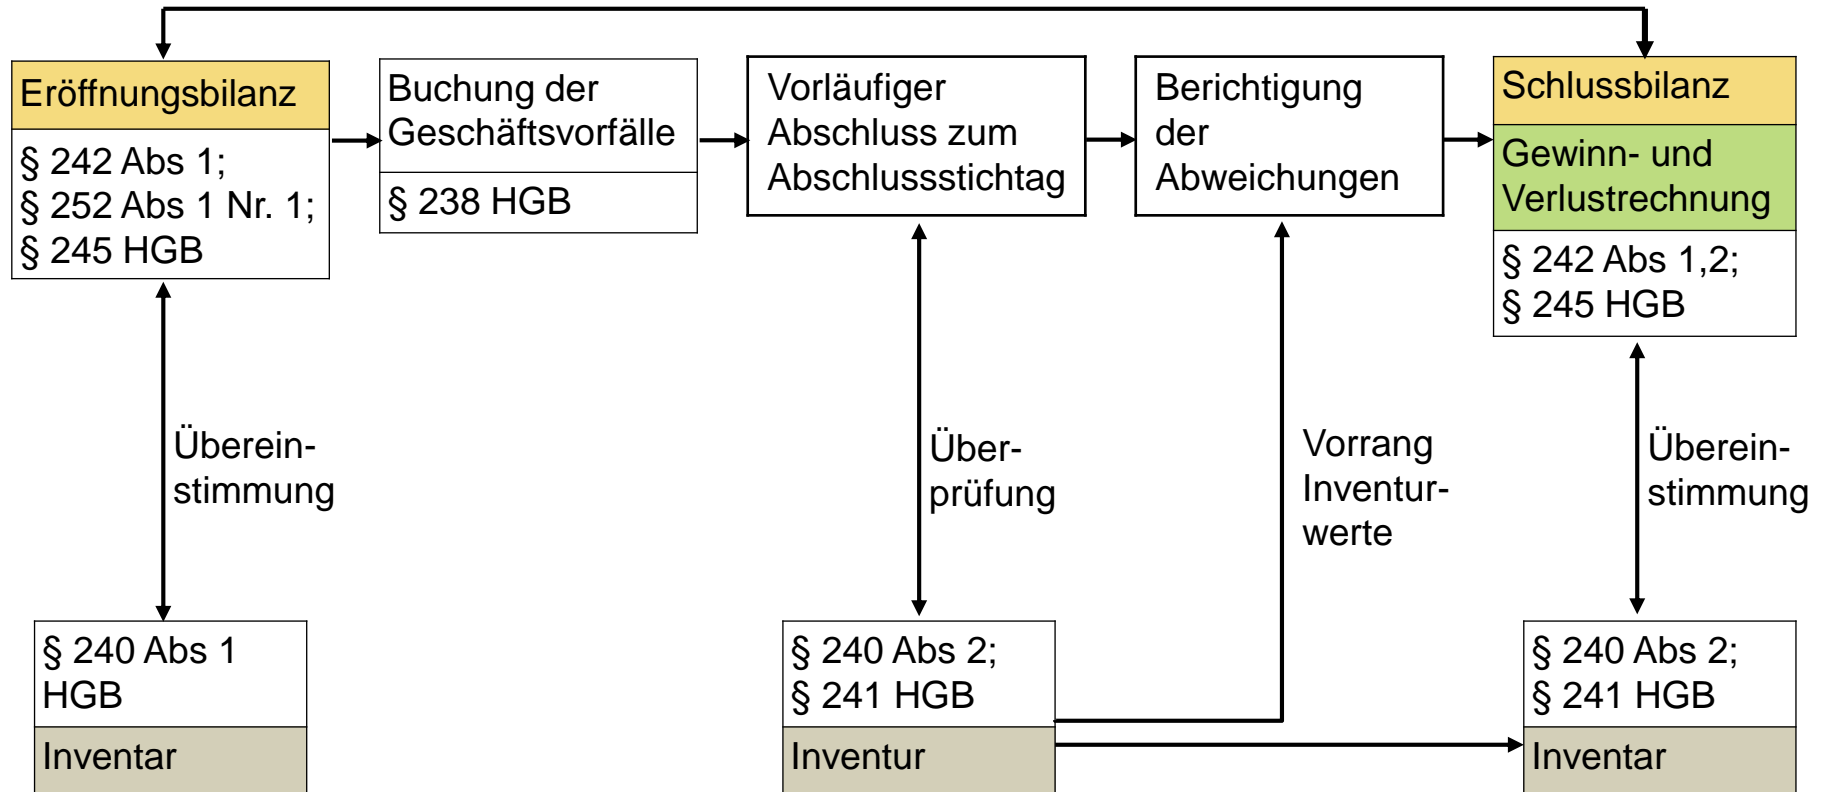 Eröffnungsbilanz
§ 242 Abs 1;
§ 252 Abs 1 Nr. 1;
§ 245 HGB
Buchung der
Geschäftsvorfälle
§ 238 HGB
Vorläufiger
Abschluss zum
Abschlussstichtag
Berichtigung
der
Abweichungen
Schlussbilanz
Gewinn- und
Verlustrechnung
§ 242 Abs 1,2;
§ 245 HGB
Überein-
stimmung
Über-
prüfung
Vorrang
Inventur-
werte
Überein-
stimmung
§ 240 Abs 1
HGB
Inventar
§ 240 Abs 2;
§ 241 HGB
Inventur
§ 240 Abs 2;
§ 241 HGB
Inventar